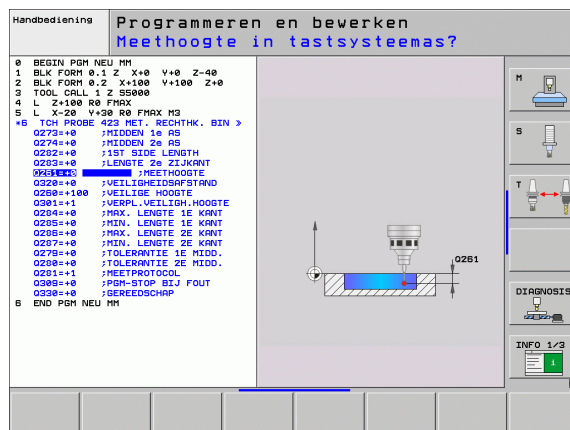 Handbediening
Programmeren en bewerken
Meethoogte in tastsysteemas?
0 BEGIN PGM NEU MM
1 BLK FORM 0.1 Z X+0 Y+0 Z-40
2 BLK FORM 0.2 X+100 Y+100 Z+0
3 TOOL CALL 1 Z S5000
4 L Z+100 R0 FMAX
5 L X-20 Y+30 R0 FMAX M3
*6 TCH PROBE 423 MET. RECHTHK. BIN »
Q273=+0 ;MIDDEN 1e AS
Q274=+0 ;MIDDEN 2e AS
Q282=+0 ;1ST SIDE LENGTH
Q283=+0 ;LENGTE 2e ZIJKANT
Q261=+0 ;MEETHOOGTE
Q320=+0 ;VEILIGHEIDSAFSTAND
Q260=+100 ;VEILIGE HOOGTE
Q301=+1 ;VERPL.VEILIGH.HOOGTE
Q284=+0 ;MAX. LENGTE 1E KANT
Q285=+0 ;MIN. LENGTE 1E KANT
Q286=+0 ;MAX. LENGTE 2E KANT
Q287=+0 ;MIN. LENGTE 2E KANT
Q279=+0 ;TOLERANTIE 1E MIDD.
Q280=+0 ;TOLERANTIE 2E MIDD.
Q281=+1 ;MEETPROTOCOL
Q309=+0 ;PGM-STOP BIJ FOUT
Q330=+0 ;GEREEDSCHAP
6 END PGM NEU MM
Q261
M
S
T
DIAGNOSIS
INFO 1/3
i